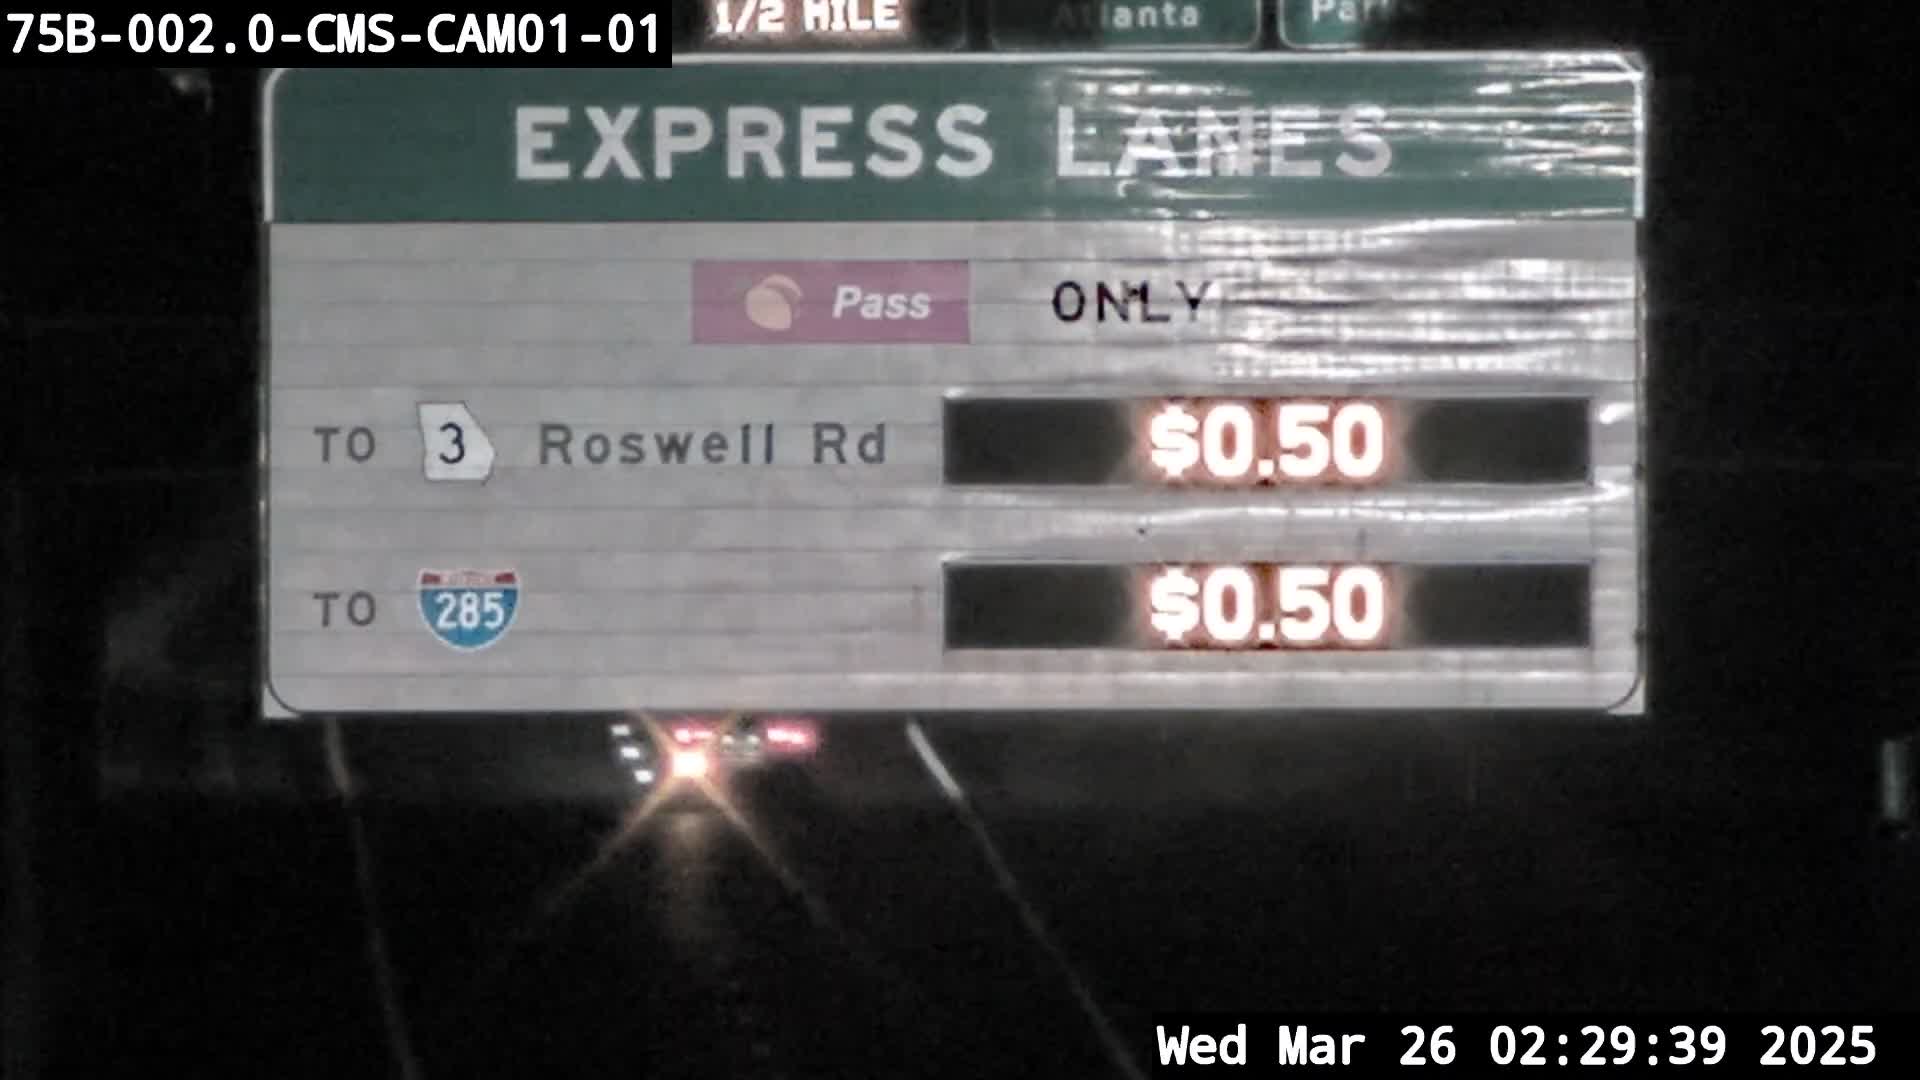 75B-002.0-CMS-CAM01-01
1/2 MILE
Atlanta
EXPRESS LANES
Pass ONLY
TO 3 Roswell Rd $0.50
TO 285 $0.50
Wed Mar 26 02:29:39 2025